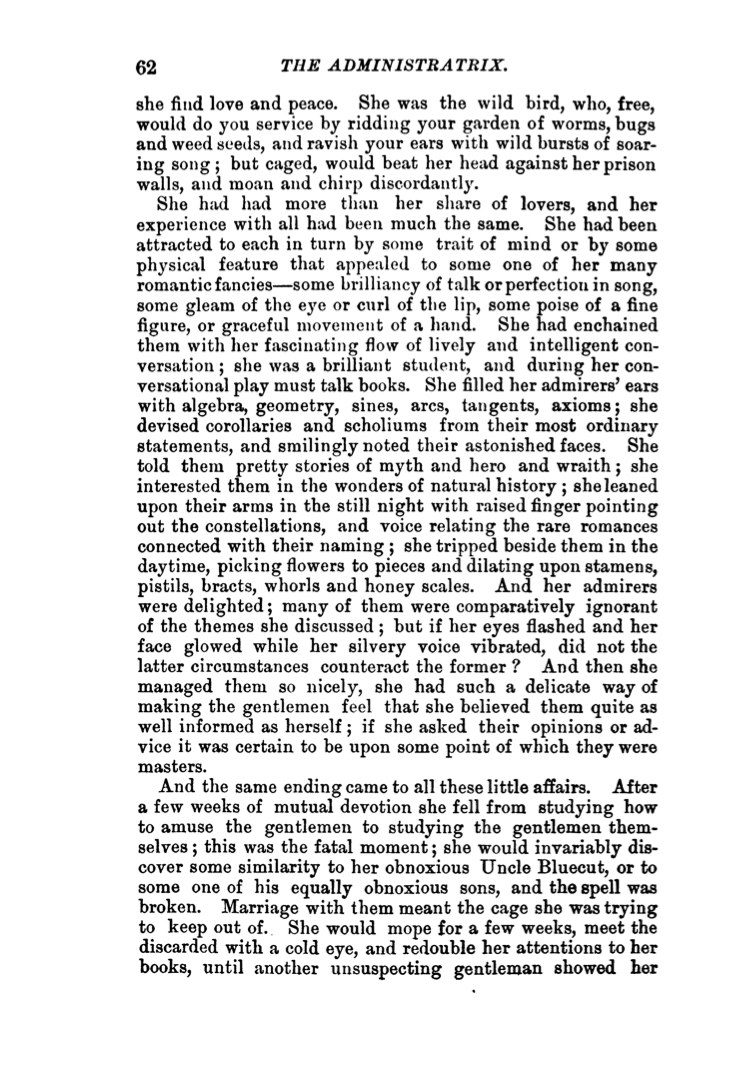 62 THE ADMINISTRATRIX.
she find love and peace. She was the wild bird, who, free,
would do you service by ridding your garden of worms, bugs
and weed seeds, and ravish your ears with wild bursts of soar-
ing song; but caged, would beat her head against her prison
walls, and moan and chirp discordantly.
She had had more than her share of lovers, and her
experience with all had been much the same. She had been
attracted to each in turn by some trait of mind or by some
physical feature that appealed to some one of her many
romantic fancies—some brilliancy of talk or perfection in song,
some gleam of the eye or curl of the lip, some poise of a fine
figure, or graceful movement of a hand. She had enchained
them with her fascinating flow of lively and intelligent con-
versation; she was a brilliant student, and during her con-
versational play must talk books. She filled her admirers' ears
with algebra, geometry, sines, arcs, tangents, axioms; she
devised corollaries and scholiums from their most ordinary
statements, and smilingly noted their astonished faces. She
told them pretty stories of myth and hero and wraith; she
interested them in the wonders of natural history; she leaned
upon their arms in the still night with raised finger pointing
out the constellations, and voice relating the rare romances
connected with their naming; she tripped beside them in the
daytime, picking flowers to pieces and dilating upon stamens,
pistils, bracts, whorls and honey scales. And her admirers
were delighted; many of them were comparatively ignorant
of the themes she discussed; but if her eyes flashed and her
face glowed while her silvery voice vibrated, did not the
latter circumstances counteract the former? And then she
managed them so nicely, she had such a delicate way of
making the gentlemen feel that she believed them quite as
well informed as herself; if she asked their opinions or ad-
vice it was certain to be upon some point of which they were
masters.
And the same ending came to all these little affairs. After
a few weeks of mutual devotion she fell from studying how
to amuse the gentlemen to studying the gentlemen them-
selves; this was the fatal moment; she would invariably dis-
cover some similarity to her obnoxious Uncle Bluecut, or to
some one of his equally obnoxious sons, and the spell was
broken. Marriage with them meant the cage she was trying
to keep out of. She would mope for a few weeks, meet the
discarded with a cold eye, and redouble her attentions to her
books, until another unsuspecting gentleman showed her